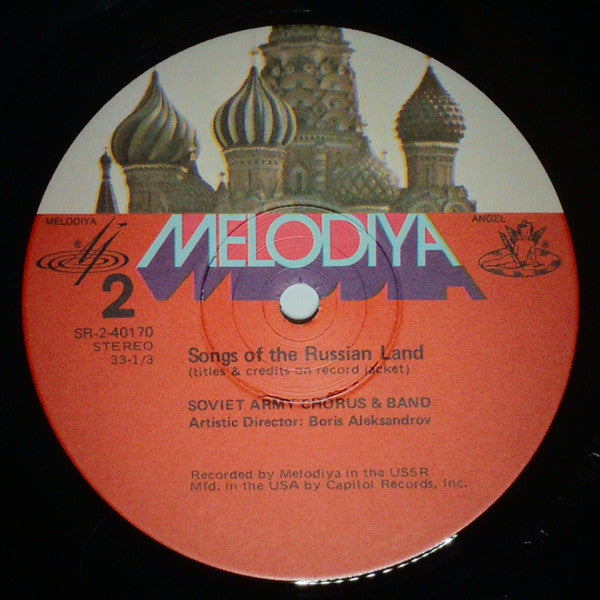 MELODIYA
ANGEL
MELODIYA
2
SR-2-40170
STEREO
33-1/3
Songs of the Russian Land
(titles & credits on record jacket)
SOVIET ARMY CHORUS & BAND
Artistic Director: Boris Aleksandrov
Recorded by Melodiya in the USSR
Mfd. in the USA by Capitol Records, Inc.